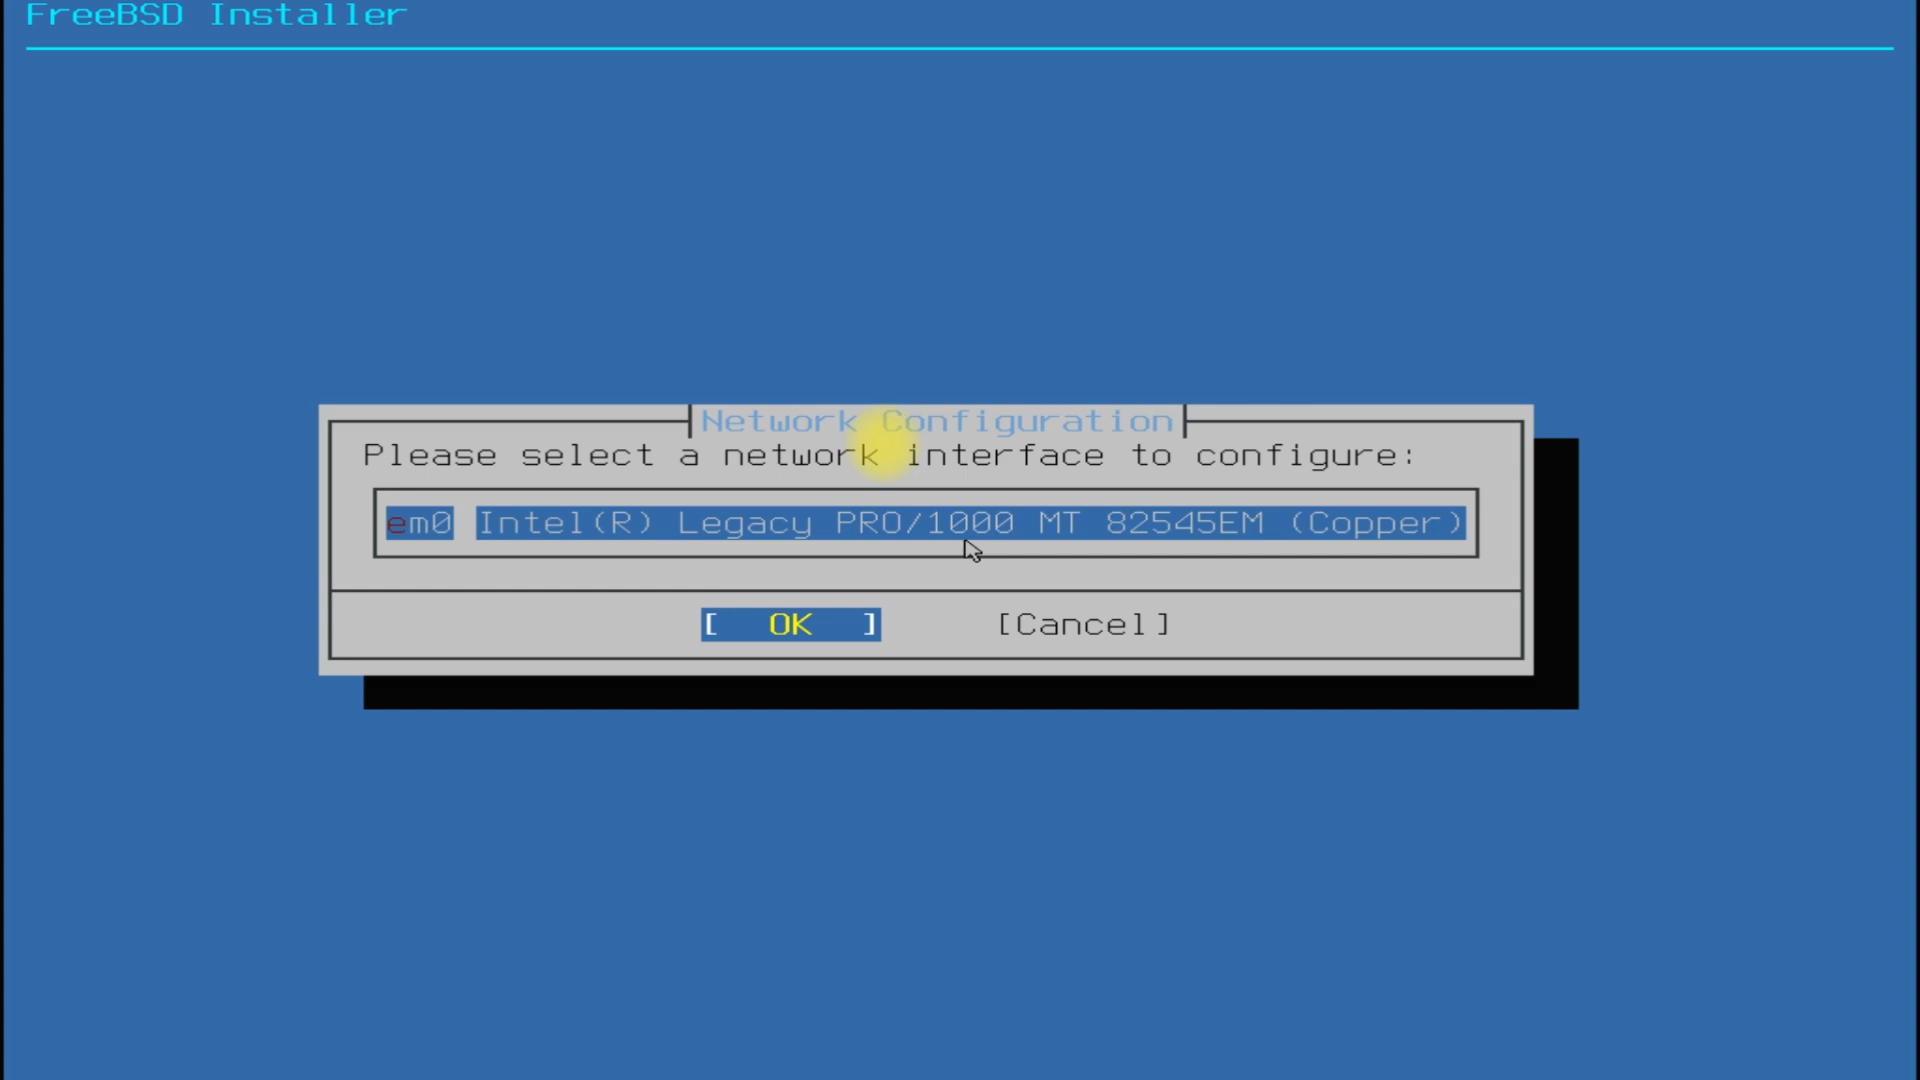 FreeBSD Installer
Network Configuration
Please select a network interface to configure:
em0 Intel(R) Legacy PRO/1000 MT 82545EM (Copper)
[ OK ] [Cancel]